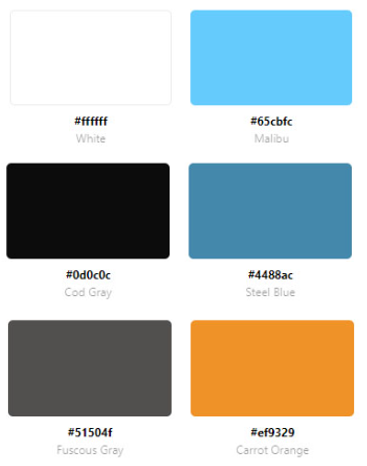 #ffffff
White
#65cbfc
Malibu
#0d0c0c
Cod Gray
#4488ac
Steel Blue
#51504f
Fuscous Gray
#ef9329
Carrot Orange